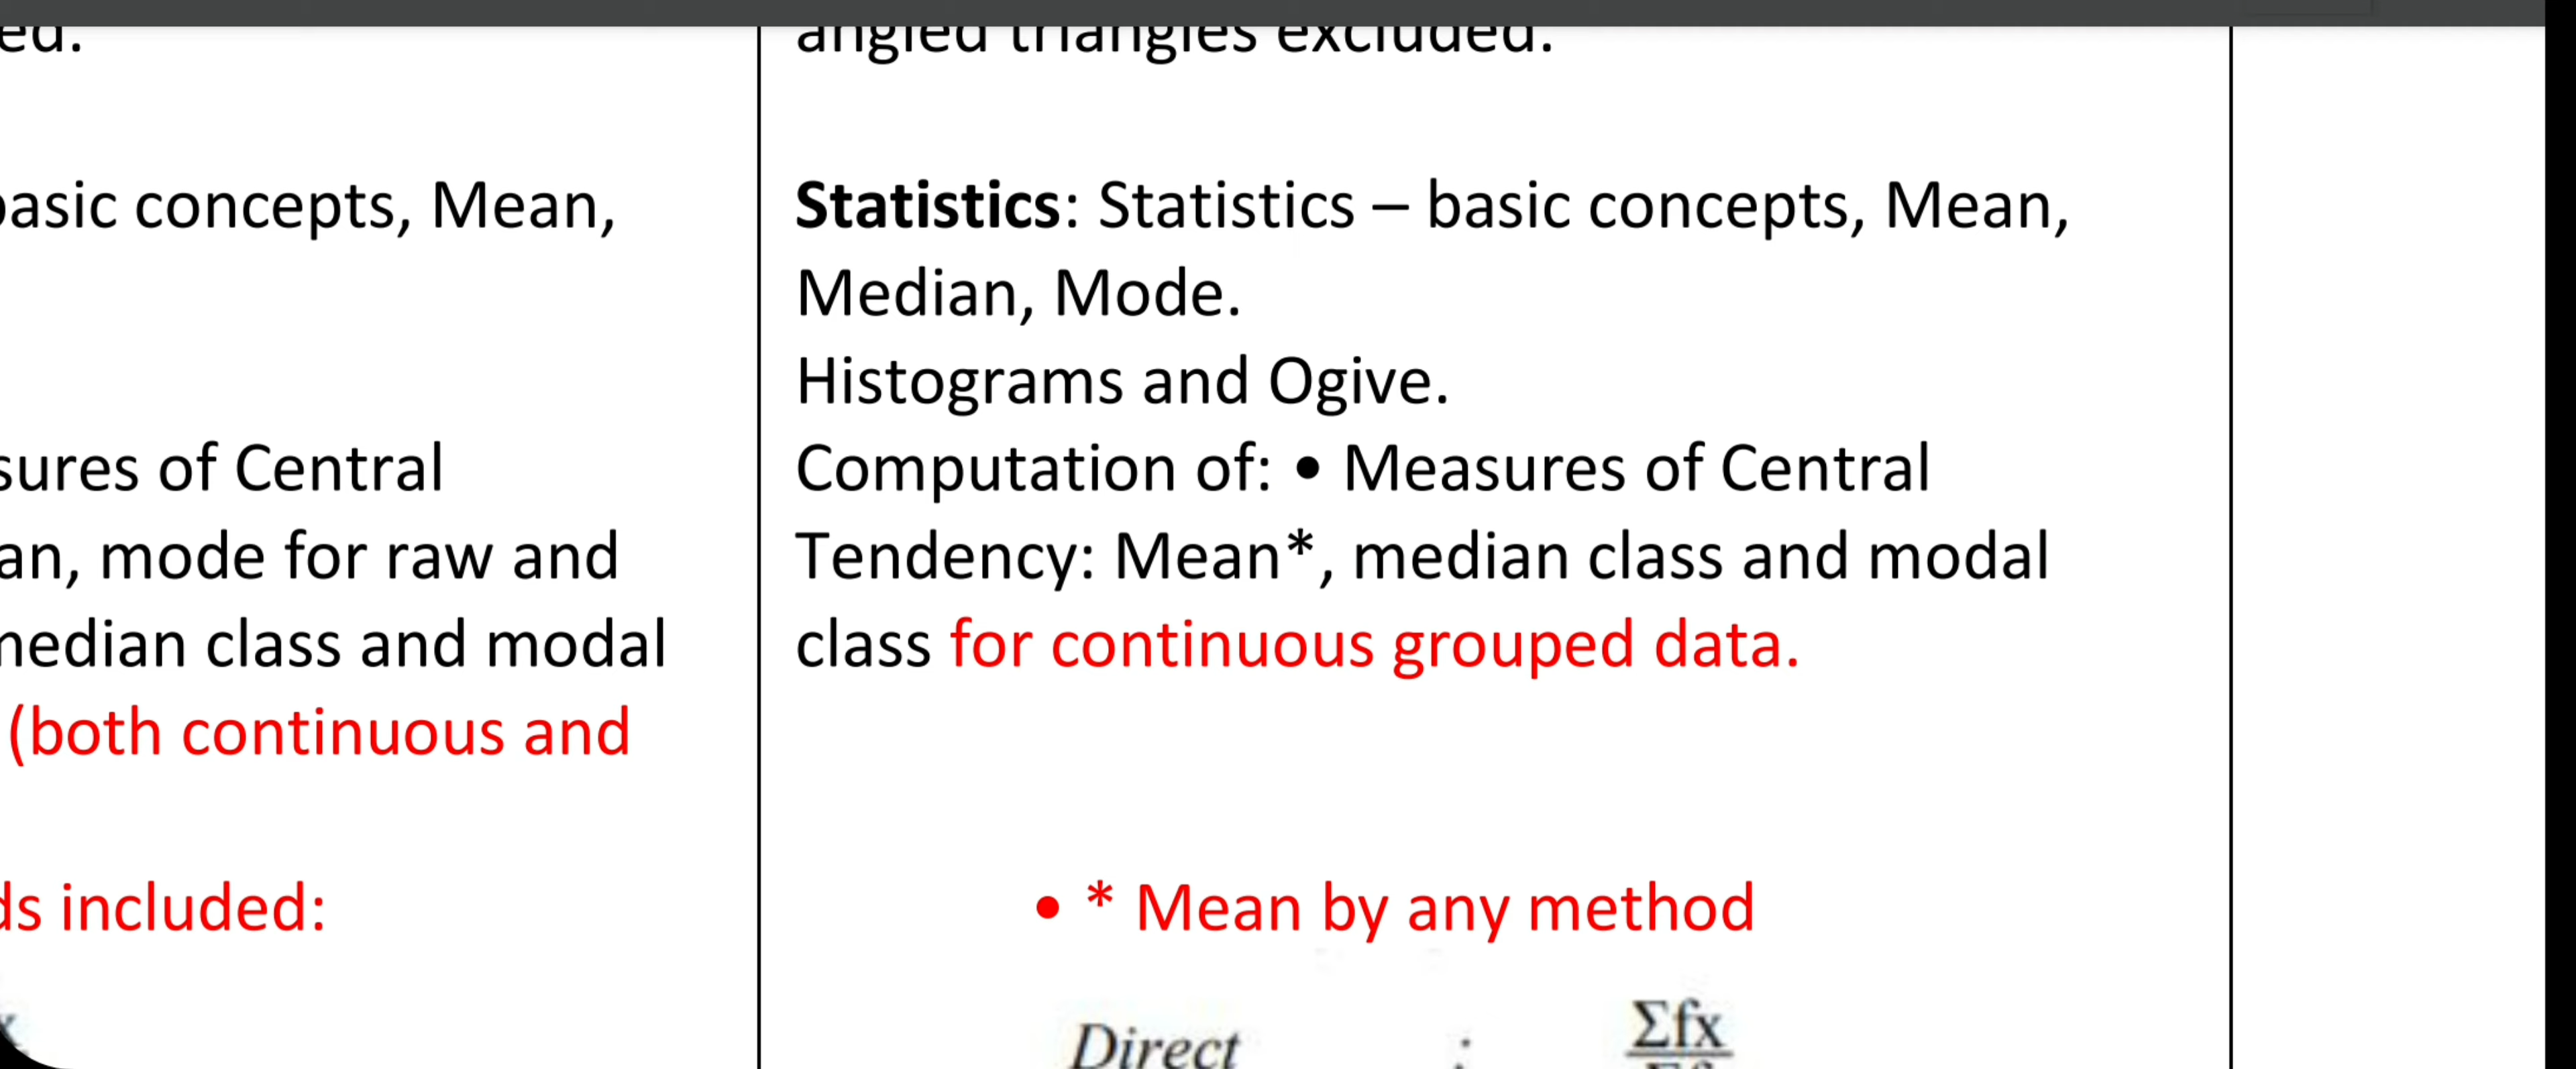 ed.
basic concepts, Mean,
sures of Central
an, mode for raw and
median class and modal
(both continuous and
ds included:
angled triangles excluded.
Statistics: Statistics – basic concepts, Mean,
Median, Mode.
Histograms and Ogive.
Computation of: • Measures of Central
Tendency: Mean*, median class and modal
class for continuous grouped data.
• * Mean by any method
Direct : Σfx